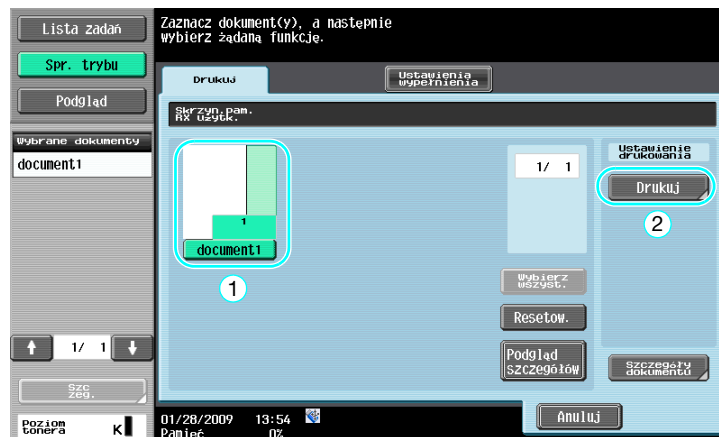 Lista zadań
Spr. trybu
Podgląd
Wybrane dokumenty
document1
1/ 1
Szc
zeg.
Poziom
tonera
K
Zaznacz dokument(y), a następnie
wybierz żądaną funkcję.
Drukuj
Ustawienia
wypełnienia
Skrzyn.pam.
RX użytk.
1
document1
1
1/ 1
Wybierz
wszyst.
Resetow.
Podgląd
szczegółów
Ustawienie
drukowania
Drukuj
2
Szczegóły
dokumentu
01/28/2009 13:54
Pamięć 0%
Anuluj